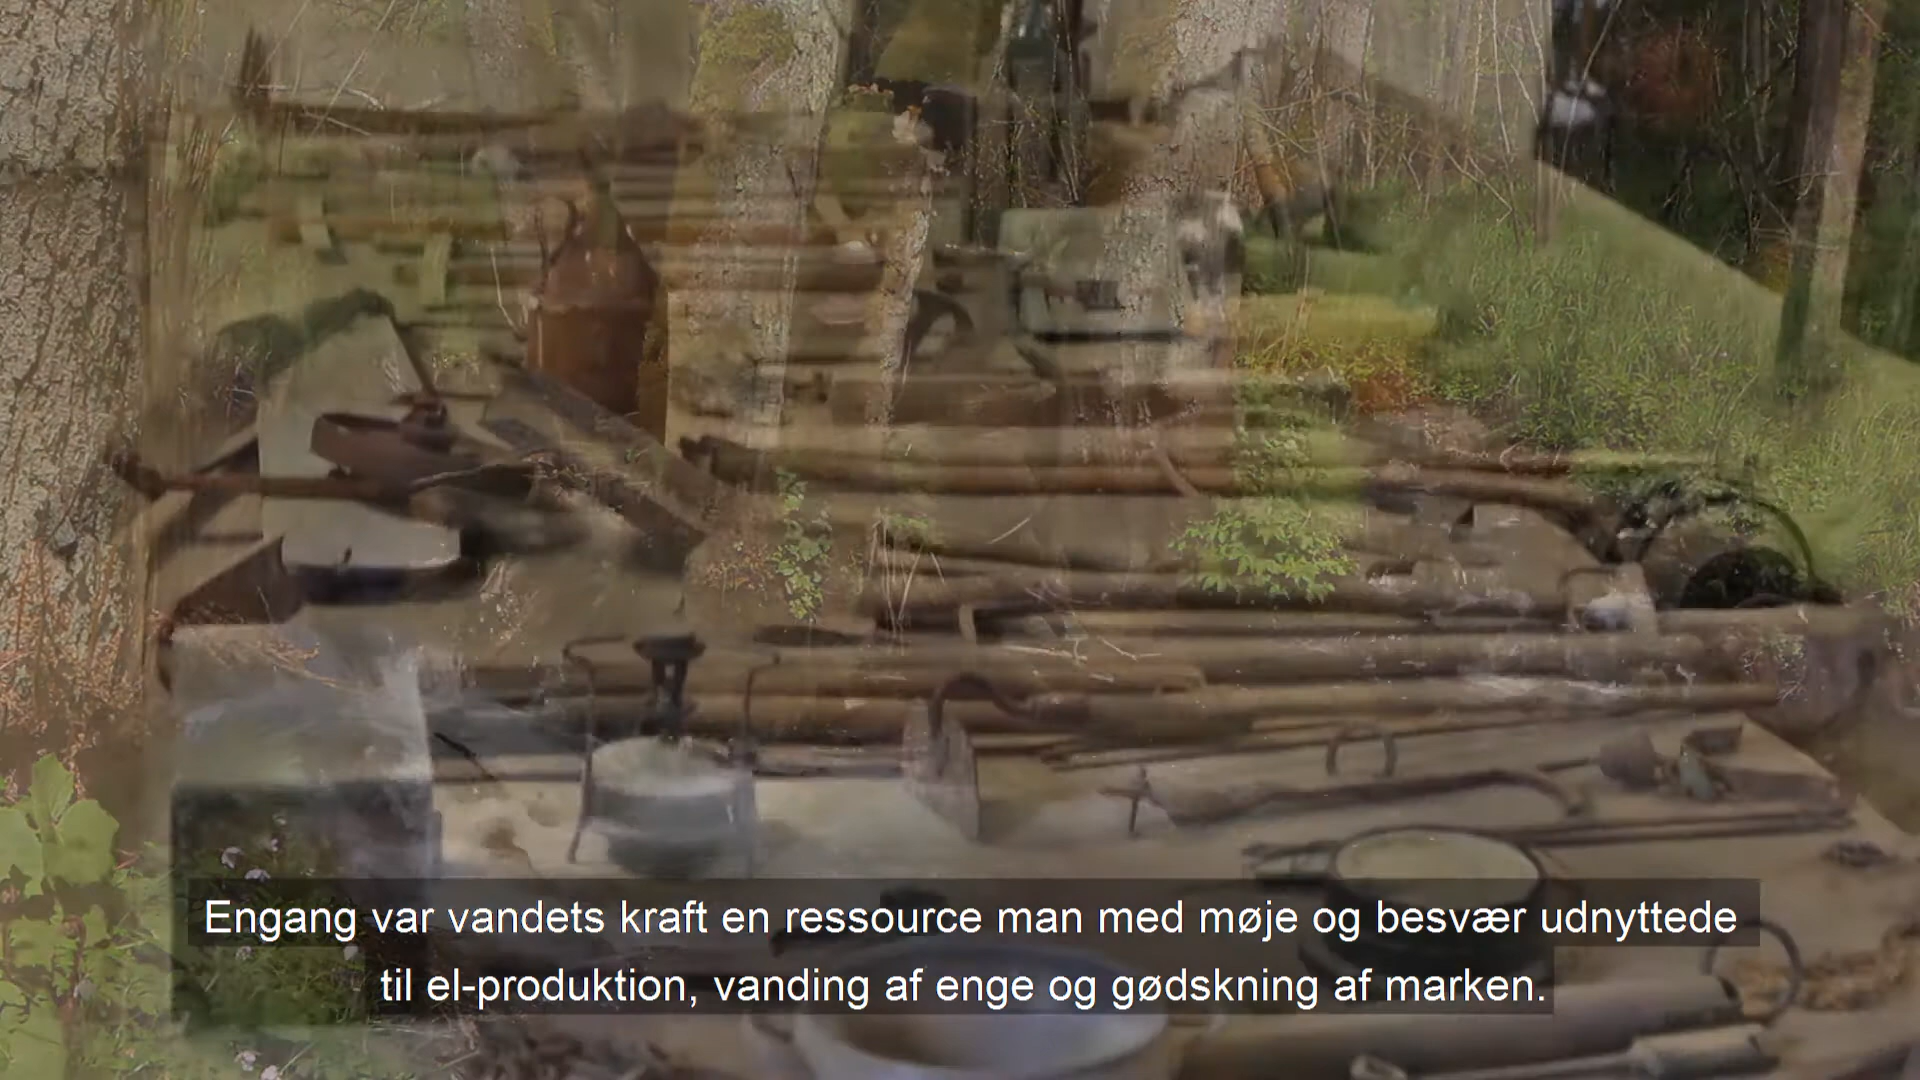 Engang var vandets kraft en ressource man med møje og besvær udnyttede
til el-produktion, vanding af enge og gødskning af marken.